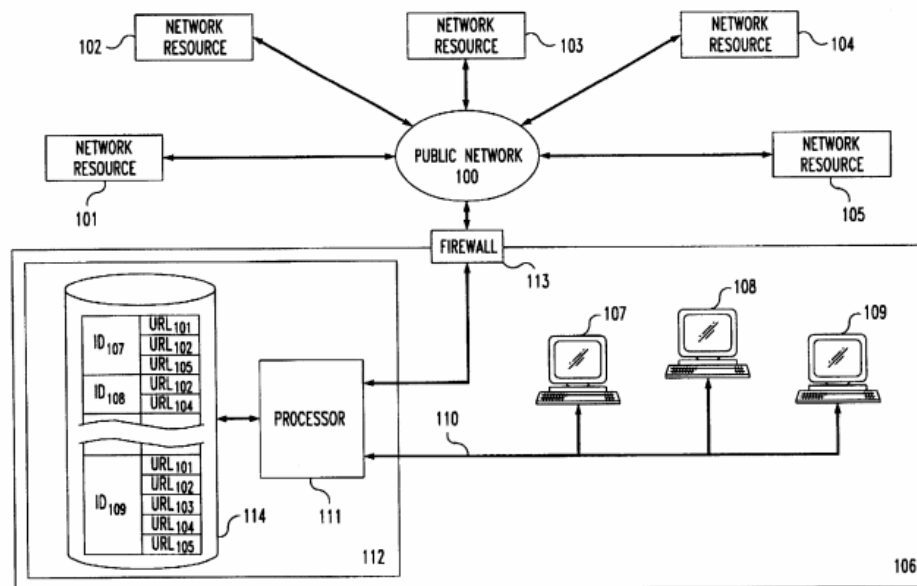 NETWORK
RESOURCE
102
NETWORK
RESOURCE
103
NETWORK
RESOURCE
104
NETWORK
RESOURCE
101
PUBLIC NETWORK
100
NETWORK
RESOURCE
105
FIREWALL
113
ID107
URL101
URL102
URL105
ID108
URL102
URL104
ID109
URL101
URL102
URL103
URL104
URL105
114
PROCESSOR
111
112
110
107
108
109
106